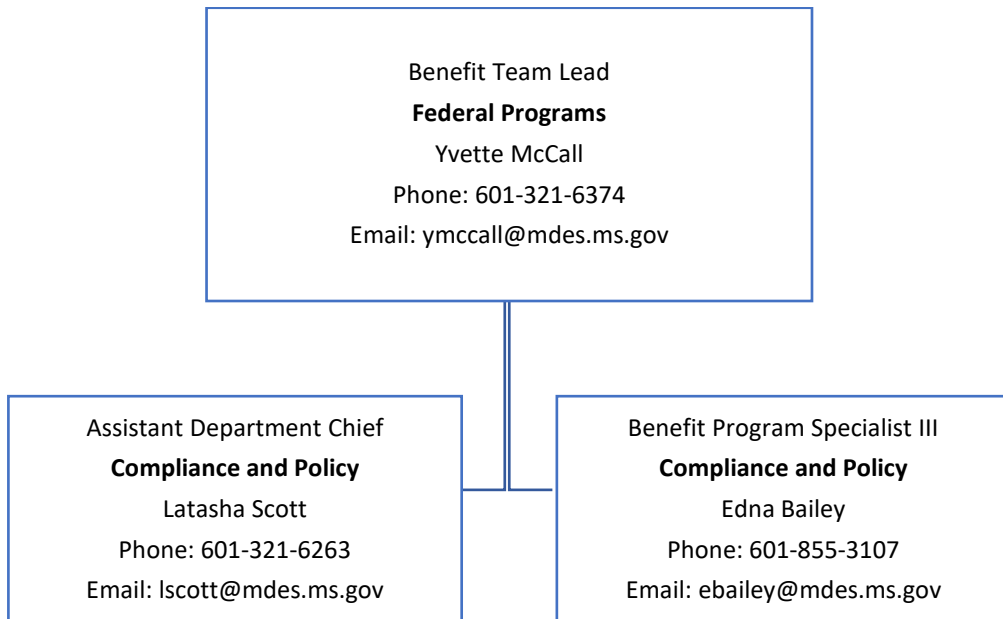 Benefit Team Lead
Federal Programs
Yvette McCall
Phone: 601-321-6374
Email: ymccall@mdes.ms.gov
Assistant Department Chief
Compliance and Policy
Latasha Scott
Phone: 601-321-6263
Email: lscott@mdes.ms.gov
Benefit Program Specialist III
Compliance and Policy
Edna Bailey
Phone: 601-855-3107
Email: ebailey@mdes.ms.gov